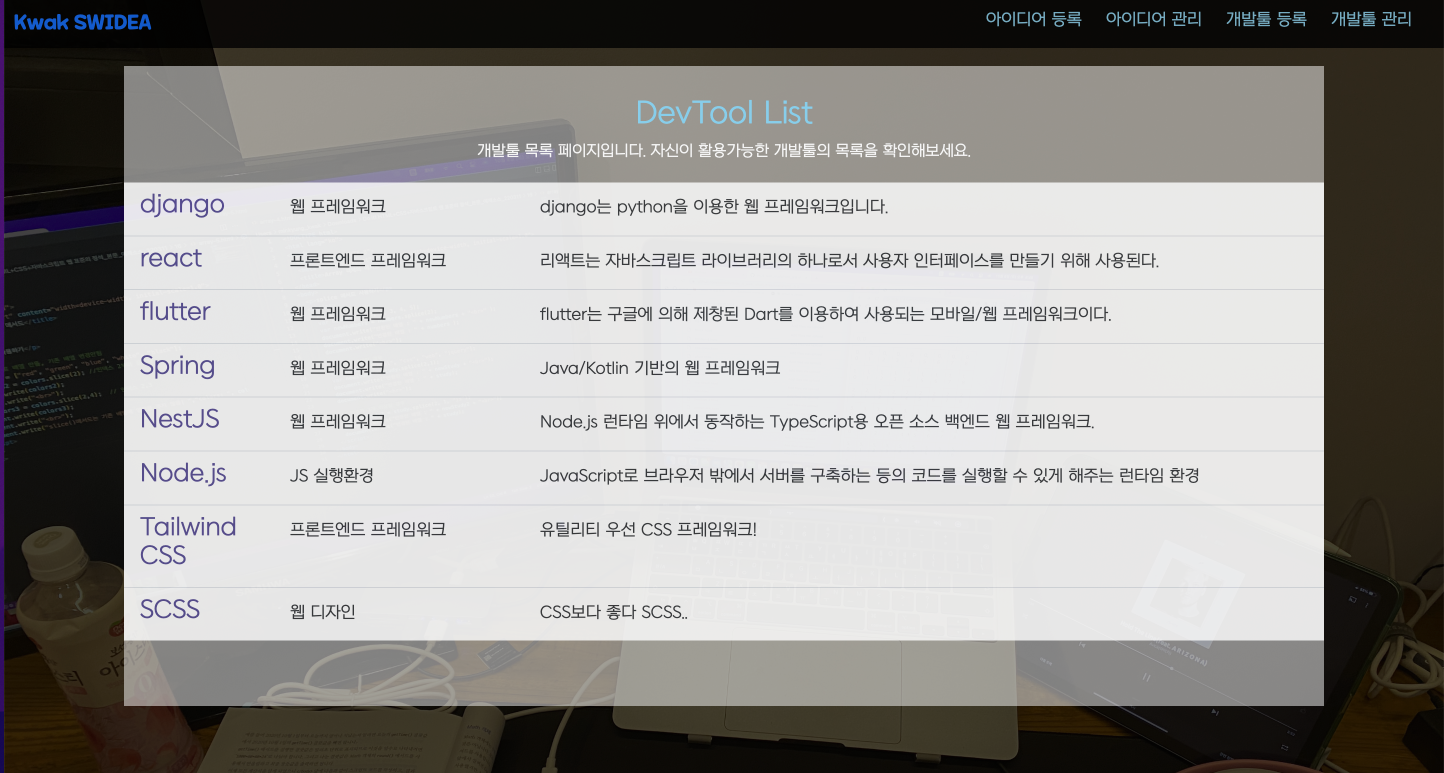 Kwak SWIDEA
아이디어 등록 아이디어 관리 개발툴 등록 개발툴 관리
DevTool List
개발툴 목록 페이지입니다. 자신이 활용가능한 개발툴의 목록을 확인해보세요.
django 웹 프레임워크 django는 python을 이용한 웹 프레임워크입니다.
react 프론트엔드 프레임워크 리액트는 자바스크립트 라이브러리의 하나로서 사용자 인터페이스를 만들기 위해 사용된다.
flutter 웹 프레임워크 flutter는 구글에 의해 제창된 Dart를 이용하여 사용되는 모바일/웹 프레임워크이다.
Spring 웹 프레임워크 Java/Kotlin 기반의 웹 프레임워크
NestJS 웹 프레임워크 Node.js 런타임 위에서 동작하는 TypeScript용 오픈 소스 백엔드 웹 프레임워크.
Node.js JS 실행환경 JavaScript로 브라우저 밖에서 서버를 구축하는 등의 코드를 실행할 수 있게 해주는 런타임 환경
Tailwind 프론트엔드 프레임워크 유틸리티 우선 CSS 프레임워크!
CSS
SCSS 웹 디자인 CSS보다 좋다 SCSS..